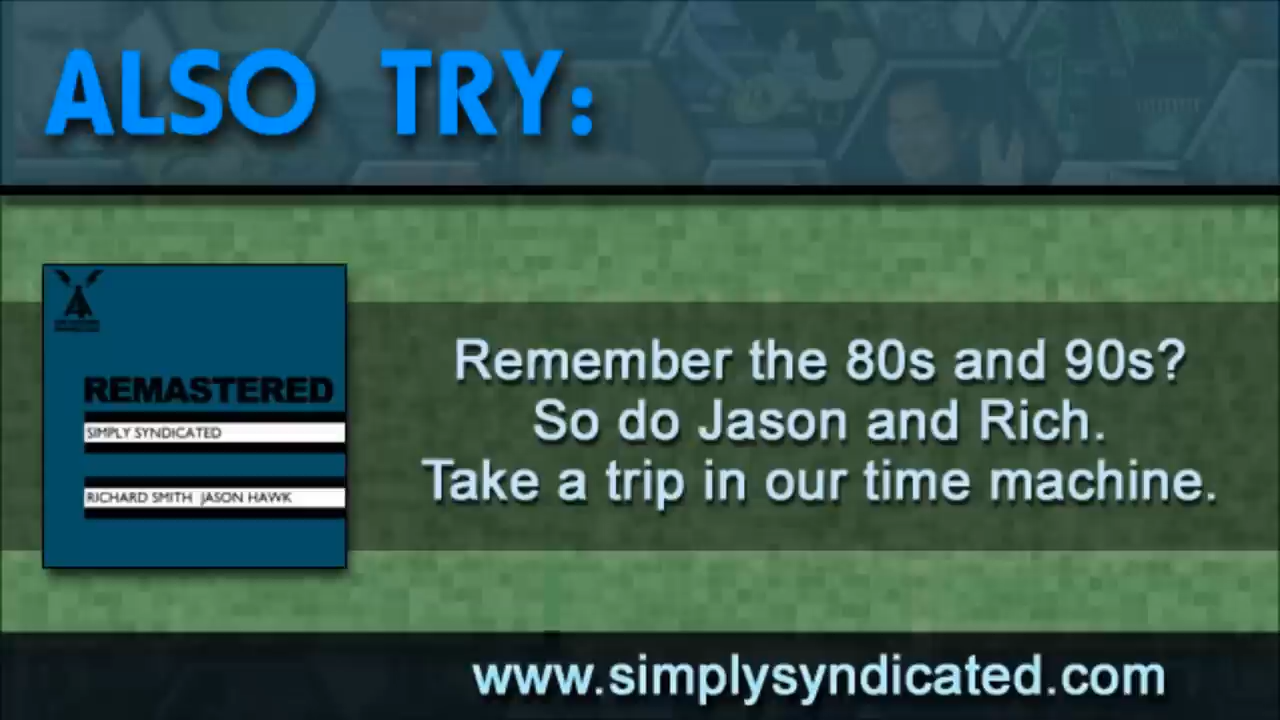 ALSO TRY:
REMASTERED
SIMPLY SYNDICATED
RICHARD SMITH JASON HAWK
Remember the 80s and 90s?
So do Jason and Rich.
Take a trip in our time machine.
www.simplysyndicated.com